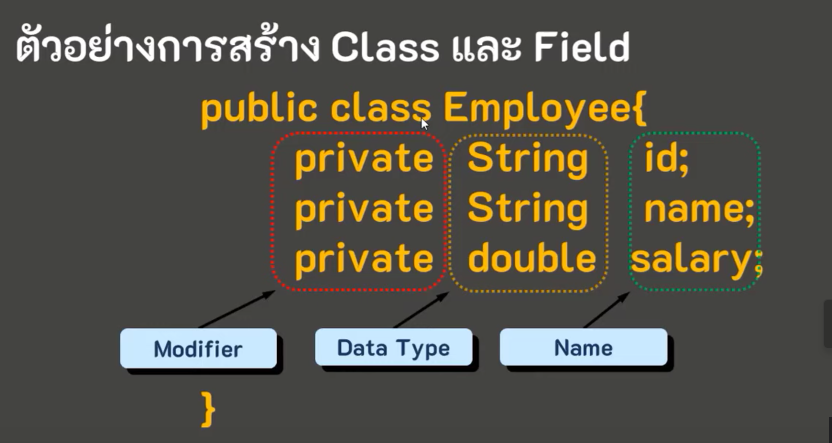 ตัวอย่างการสร้าง Class และ Field
public class Employee{
private String id;
private String name;
private double salary;
Modifier Data Type Name
}